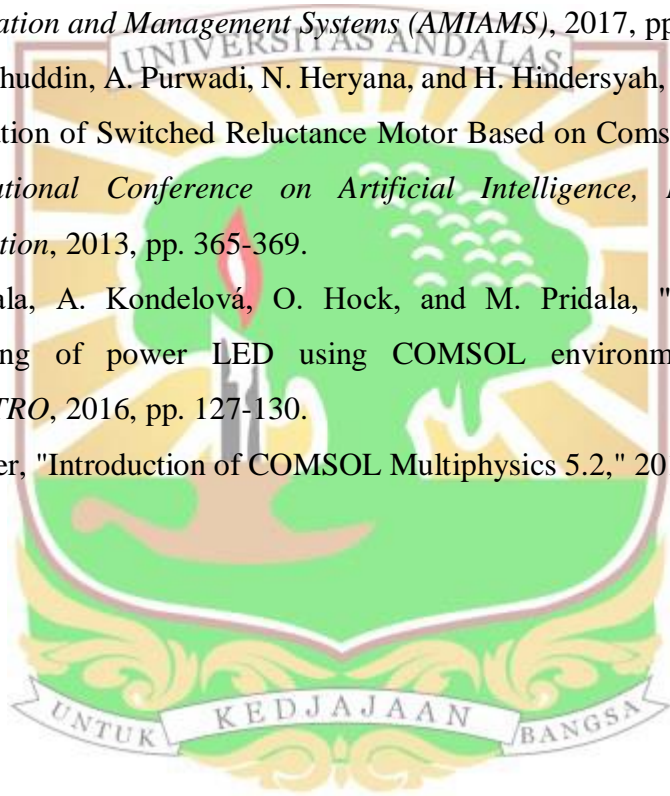 ation and Management Systems (AMIAMS), 2017, pp
UNIVERSITAS ANDALAS
huddin, A. Purwadi, N. Heryana, and H. Hindersyah,
ation of Switched Reluctance Motor Based on Coms
ational Conference on Artificial Intelligence,
tion, 2013, pp. 365-369.
ala, A. Kondelová, O. Hock, and M. Pridala, "
ng of power LED using COMSOL environm
TRO, 2016, pp. 127-130.
er, "Introduction of COMSOL Multiphysics 5.2," 20
UNTUK KEDJAJAAN BANGSA